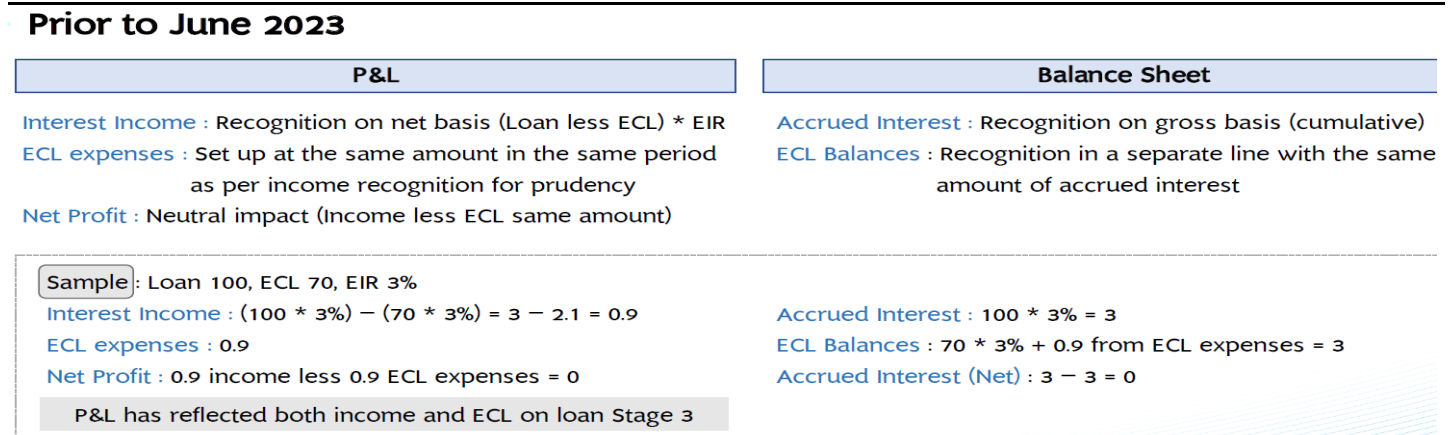 Prior to June 2023
P&L
Interest Income : Recognition on net basis (Loan less ECL) * EIR
ECL expenses : Set up at the same amount in the same period
as per income recognition for prudency
Net Profit : Neutral impact (Income less ECL same amount)
Balance Sheet
Accrued Interest : Recognition on gross basis (cumulative)
ECL Balances : Recognition in a separate line with the same
amount of accrued interest
Sample : Loan 100, ECL 70, EIR 3%
Interest Income : (100 * 3%) – (70 * 3%) = 3 – 2.1 = 0.9
ECL expenses : 0.9
Net Profit : 0.9 income less 0.9 ECL expenses = 0
P&L has reflected both income and ECL on loan Stage 3
Accrued Interest : 100 * 3% = 3
ECL Balances : 70 * 3% + 0.9 from ECL expenses = 3
Accrued Interest (Net) : 3 – 3 = 0